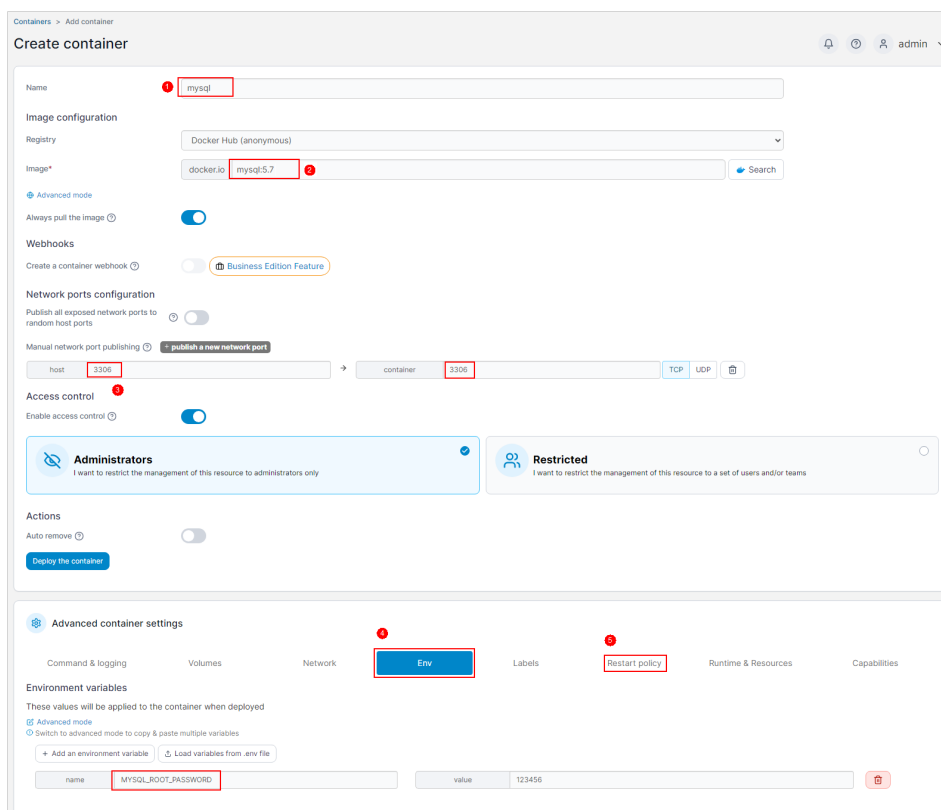 Containers > Add container
Create container
admin
Name
1
mysql
Image configuration
Registry
Docker Hub (anonymous)
Image*
docker.io
mysql:5.7
2
Search
Advanced mode
Always pull the image
Webhooks
Create a container webhook
Business Edition Feature
Network ports configuration
Publish all exposed network ports to
random host ports
Manual network port publishing
+ publish a new network port
host
3306
→
container
3306
TCP
UDP
3
Access control
Enable access control
Administrators
I want to restrict the management of this resource to administrators only
Restricted
I want to restrict the management of this resource to a set of users and/or teams
Actions
Auto remove
Deploy the container
Advanced container settings
4
5
Command & logging
Volumes
Network
Env
Labels
Restart policy
Runtime & Resources
Capabilities
Environment variables
These values will be applied to the container when deployed
Advanced mode
Switch to advanced mode to copy & paste multiple variables
+ Add an environment variable
Load variables from .env file
name
MYSQL_ROOT_PASSWORD
value
123456